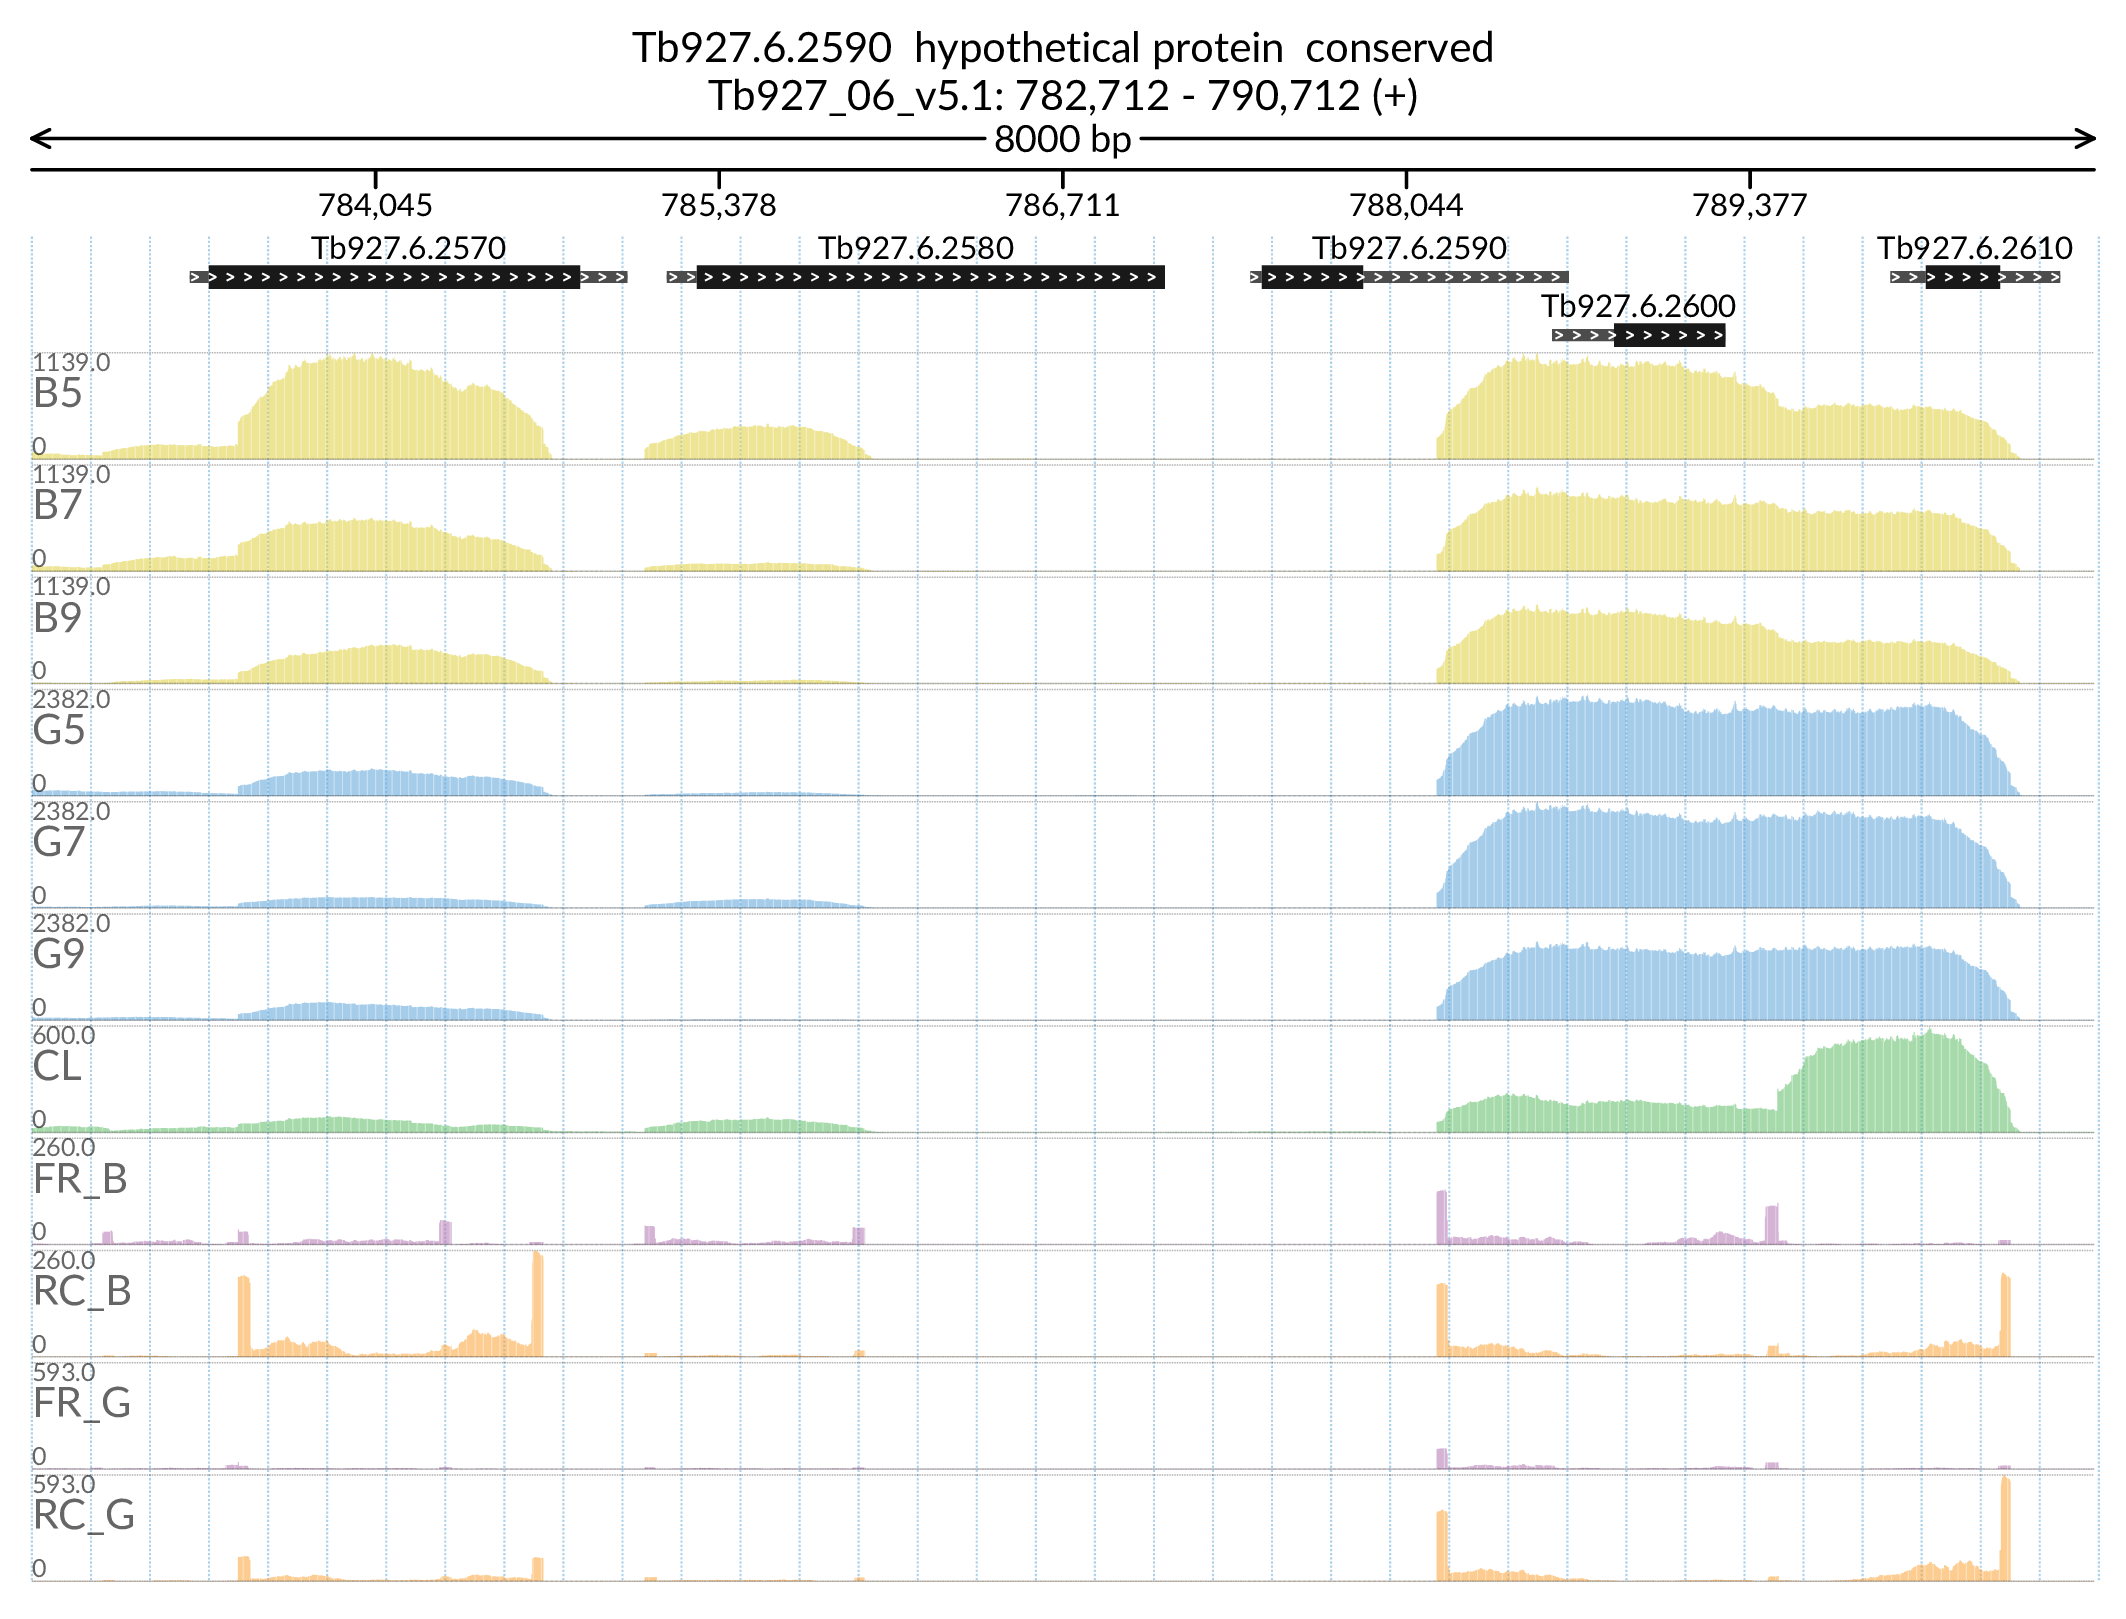 Tb927.6.2590  hypothetical protein  conserved
Tb927_06_v5.1: 782,712 - 790,712 (+)
8000 bp
784,045 785,378 786,711 788,044 789,377
Tb927.6.2570 Tb927.6.2580 Tb927.6.2590 Tb927.6.2610
Tb927.6.2600
1139.0
B5
0
1139.0
B7
0
1139.0
B9
0
2382.0
G5
0
2382.0
G7
0
2382.0
G9
0
600.0
CL
0
260.0
FR_B
0
260.0
RC_B
0
593.0
FR_G
0
593.0
RC_G
0